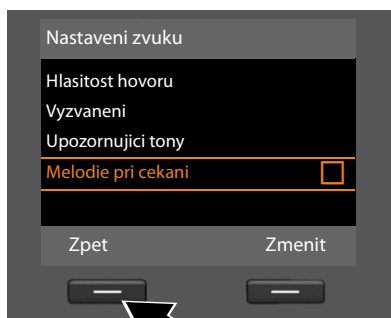 Nastaveni zvuku
Hlasitost hovoru
Vyzvaneni
Upozornujici tony
Melodie pri cekani
Zpet Zmenit